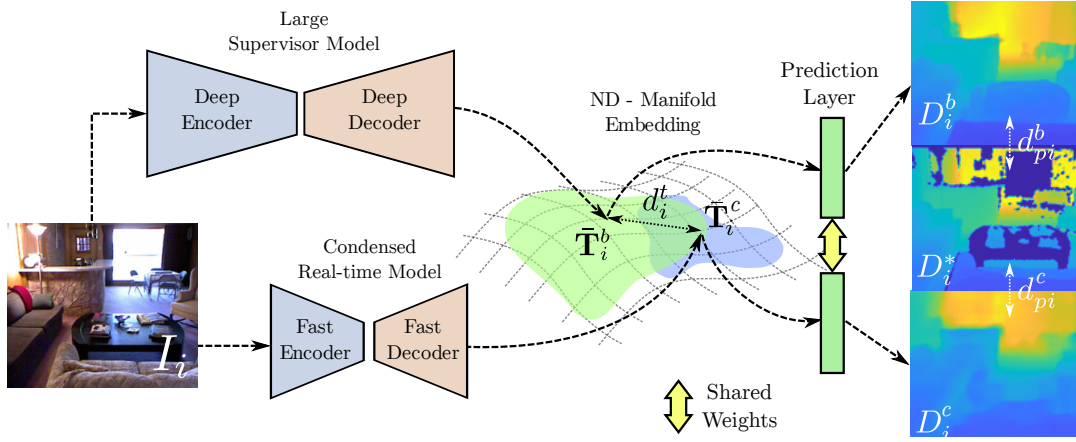 Large
Supervisor Model
Deep
Encoder
Deep
Decoder
ND - Manifold
Embedding
Prediction
Layer
D_i^b
d_{pi}^b
d_i^t
T̄_i^b
T̄_i^c
D_i^*
d_{pi}^c
Condensed
Real-time Model
Fast
Encoder
Fast
Decoder
I_i
Shared
Weights
D_i^c